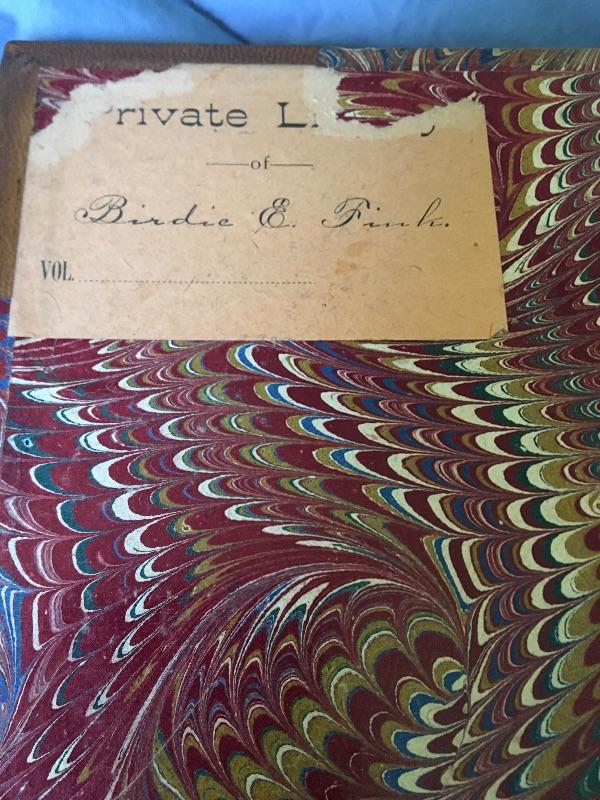 rivate Li y
of
Birdie E. Fink.
VOL.